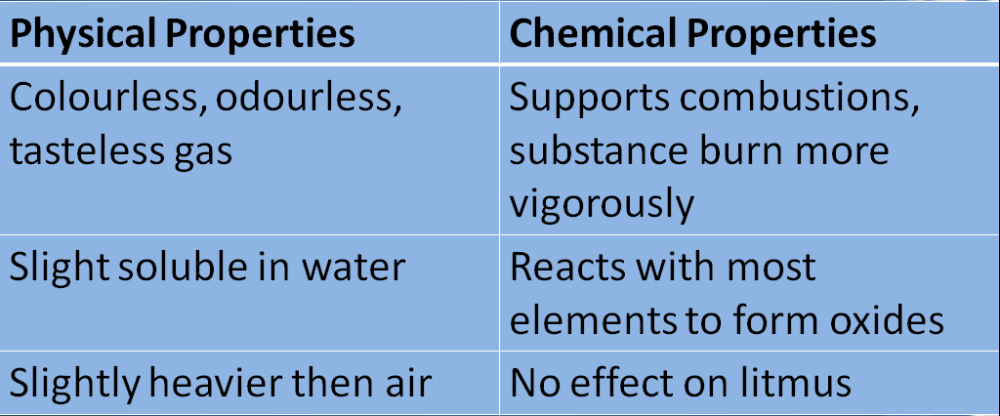 Physical Properties
Chemical Properties
Colourless, odourless,
tasteless gas
Supports combustions,
substance burn more
vigorously
Slight soluble in water
Reacts with most
elements to form oxides
Slightly heavier then air
No effect on litmus